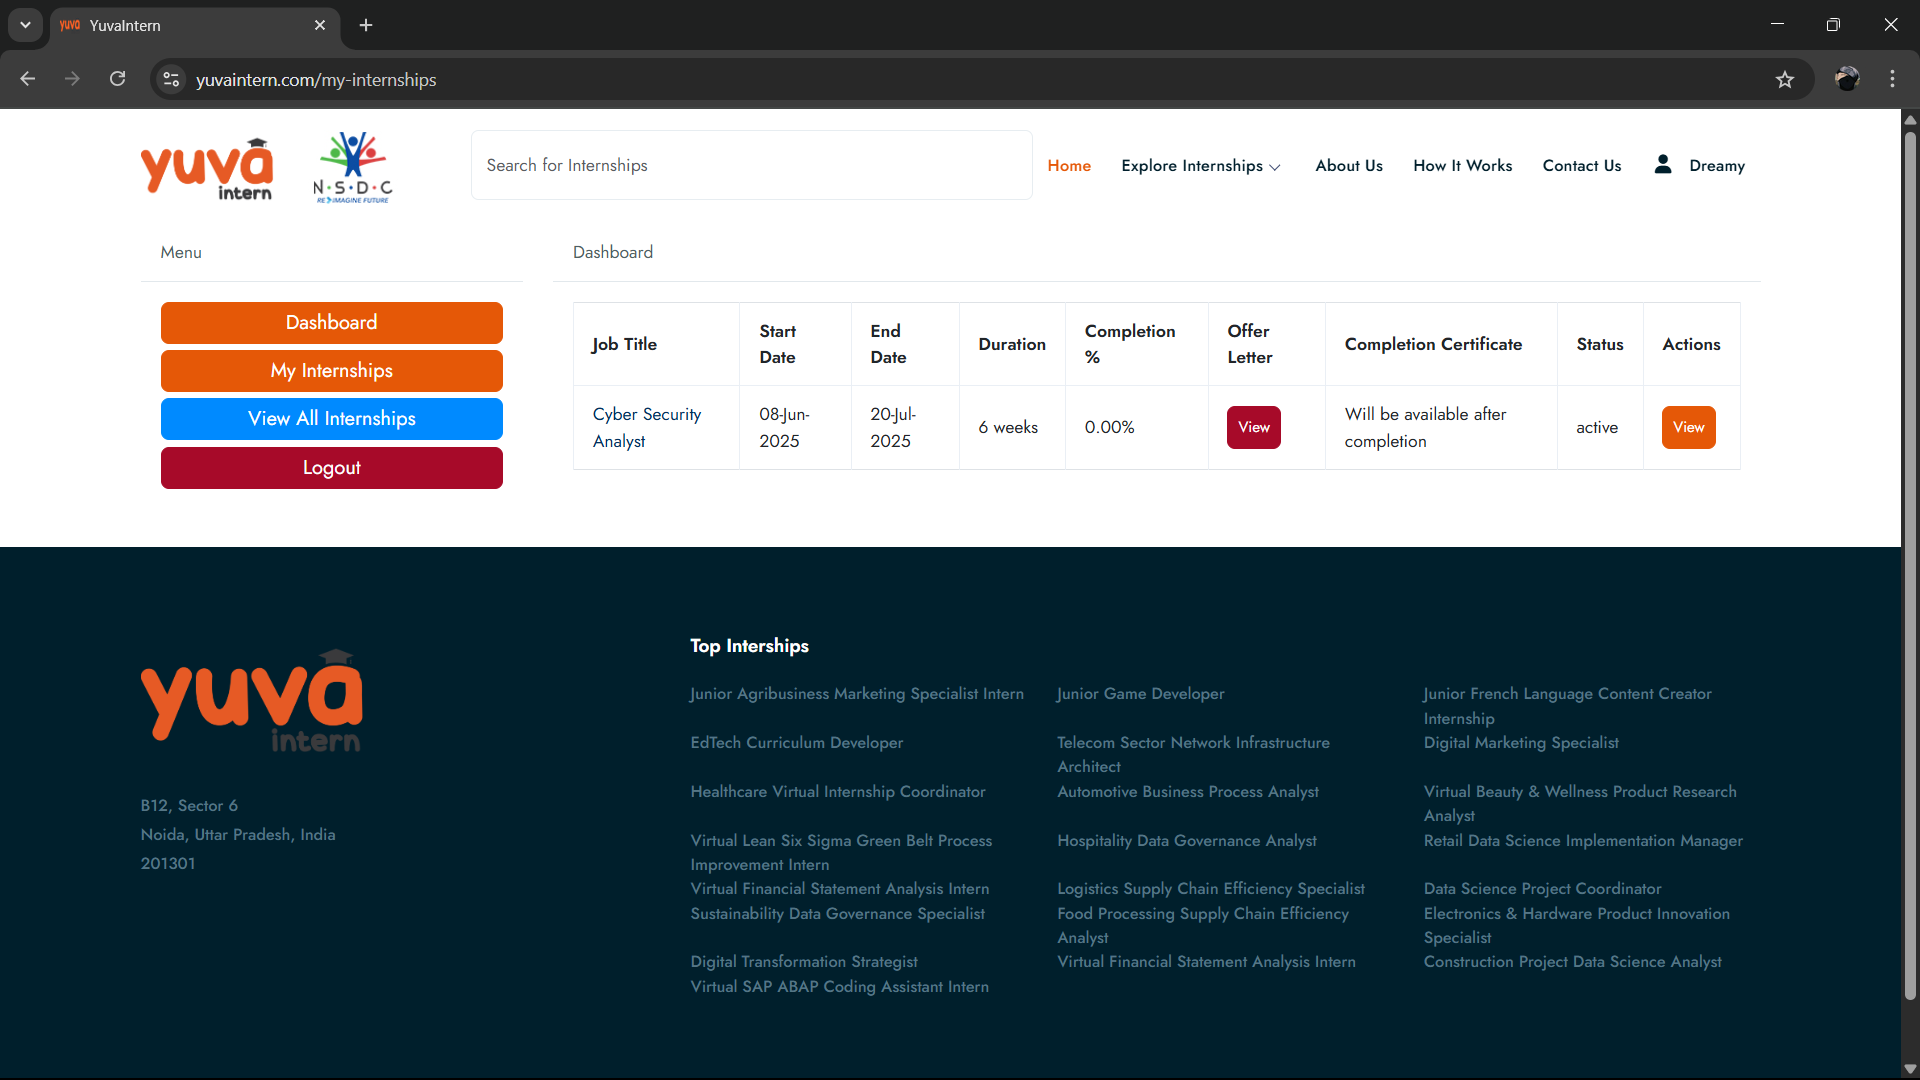 yuva YuvaIntern
yuvaintern.com/my-internships
yuva
intern
N·S·D·C
RE IMAGINE FUTURE
Search for Internships
Home Explore Internships About Us How It Works Contact Us Dreamy
Menu
Dashboard
My Internships
View All Internships
Logout
Dashboard
Job Title Start Date End Date Duration Completion % Offer Letter Completion Certificate Status Actions
Cyber Security Analyst 08-Jun-2025 20-Jul-2025 6 weeks 0.00% View Will be available after completion active View
yuva
intern
B12, Sector 6
Noida, Uttar Pradesh, India
201301
Top Interships
Junior Agribusiness Marketing Specialist Intern
Junior Game Developer
Junior French Language Content Creator
Internship
EdTech Curriculum Developer
Telecom Sector Network Infrastructure
Architect
Digital Marketing Specialist
Healthcare Virtual Internship Coordinator
Automotive Business Process Analyst
Virtual Beauty & Wellness Product Research
Analyst
Virtual Lean Six Sigma Green Belt Process
Improvement Intern
Hospitality Data Governance Analyst
Retail Data Science Implementation Manager
Virtual Financial Statement Analysis Intern
Logistics Supply Chain Efficiency Specialist
Data Science Project Coordinator
Sustainability Data Governance Specialist
Food Processing Supply Chain Efficiency
Analyst
Electronics & Hardware Product Innovation
Specialist
Digital Transformation Strategist
Virtual Financial Statement Analysis Intern
Construction Project Data Science Analyst
Virtual SAP ABAP Coding Assistant Intern